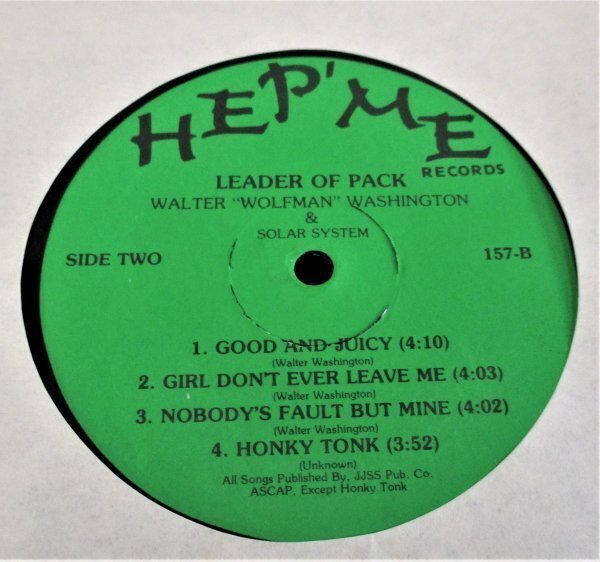 HEP' ME
RECORDS
LEADER OF PACK
WALTER "WOLFMAN" WASHINGTON
&
SOLAR SYSTEM
SIDE TWO
157-B
1. GOOD AND JUICY (4:10)
(Walter Washington)
2. GIRL DON'T EVER LEAVE ME (4:03)
(Walter Washington)
3. NOBODY'S FAULT BUT MINE (4:02)
(Walter Washington)
4. HONKY TONK (3:52)
(Unknown)
All Songs Published By, JJSS Pub. Co.
ASCAP, Except Honky Tonk